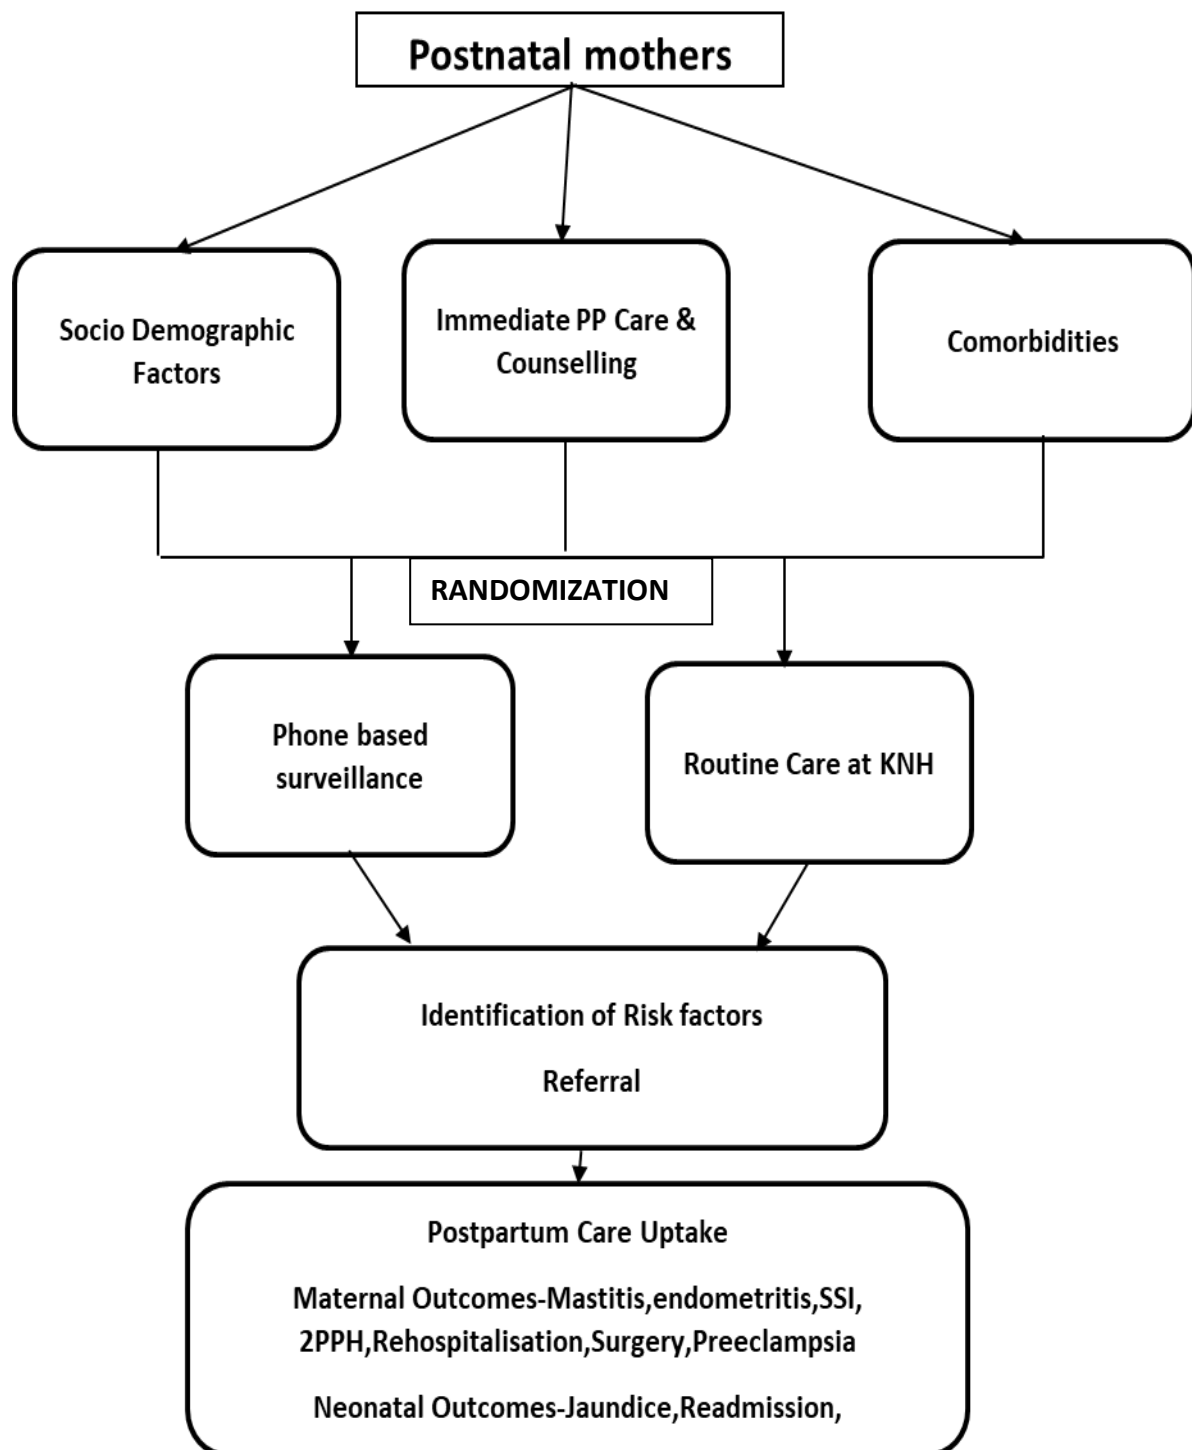 Postnatal mothers
Socio Demographic
Factors
Immediate PP Care &
Counselling
Comorbidities
RANDOMIZATION
Phone based
surveillance
Routine Care at KNH
Identification of Risk factors
Referral
Postpartum Care Uptake
Maternal Outcomes-Mastitis,endometritis,SSI,
2PPH,Rehospitalisation,Surgery,Preeclampsia
Neonatal Outcomes-Jaundice,Readmission,